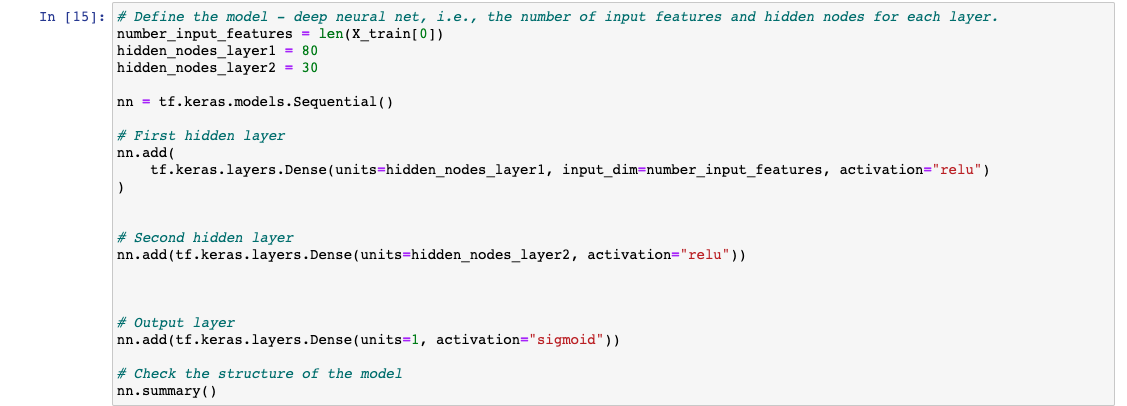 In [15]: # Define the model - deep neural net, i.e., the number of input features and hidden nodes for each layer.
number_input_features = len(X_train[0])
hidden_nodes_layer1 = 80
hidden_nodes_layer2 = 30
nn = tf.keras.models.Sequential()
# First hidden layer
nn.add(
    tf.keras.layers.Dense(units=hidden_nodes_layer1, input_dim=number_input_features, activation="relu")
)
# Second hidden layer
nn.add(tf.keras.layers.Dense(units=hidden_nodes_layer2, activation="relu"))
# Output layer
nn.add(tf.keras.layers.Dense(units=1, activation="sigmoid"))
# Check the structure of the model
nn.summary()